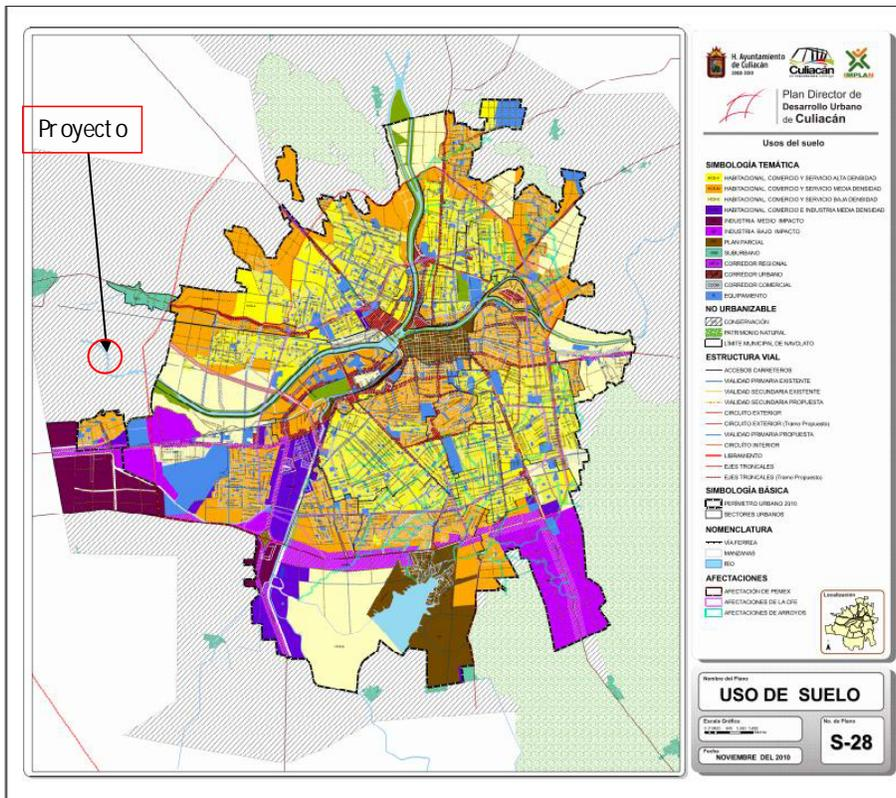 Proyecto
H. Ayuntamiento
de Culiacán
Culiacán
IMPLAN
Plan Director de
Desarrollo Urbano
de Culiacán
Usos del suelo
SIMBOLOGÍA TEMÁTICA
HABITACIONAL, COMERCIO Y SERVICIO ALTA DENSIDAD
HABITACIONAL, COMERCIO Y SERVICIO MEDIA DENSIDAD
HABITACIONAL, COMERCIO Y SERVICIO BAJA DENSIDAD
HABITACIONAL, COMERCIO E INDUSTRIA MEDIA DENSIDAD
INDUSTRIA MEDIO IMPACTO
INDUSTRIA BAJO IMPACTO
PLAN PARCIAL
SUBURBANO
CORREDOR REGIONAL
CORREDOR URBANO
CORREDOR COMERCIAL
EQUIPAMIENTO
NO URBANIZABLE
CONSERVACIÓN
PATRIMONIO NATURAL
LÍMITE MUNICIPAL DE NAVOLATO
ESTRUCTURA VIAL
ACCESOS CARRETEROS
VIALIDAD PRIMARIA EXISTENTE
VIALIDAD SECUNDARIA EXISTENTE
VIALIDAD SECUNDARIA PROPUESTA
CIRCUITO EXTERIOR
CIRCUITO EXTERIOR (Tramo Propuesto)
VIALIDAD PRIMARIA PROPUESTA
CIRCUITO INTERIOR
LIBRAMIENTO
EJES TRONCALES
EJES TRONCALES (Tramo Propuesto)
SIMBOLOGÍA BÁSICA
PERÍMETRO URBANO 2010
SECTORES URBANOS
NOMENCLATURA
VÍA FERREA
MANZANAS
RÍO
AFECTACIONES
AFECTACIÓN DE PEMEX
AFECTACIONES DE LA CFE
AFECTACIONES DE ARROYOS
Localización
Nombre del Plano
USO DE SUELO
Escala Gráfica
No. de Plano
S-28
Fecha
NOVIEMBRE DEL 2010